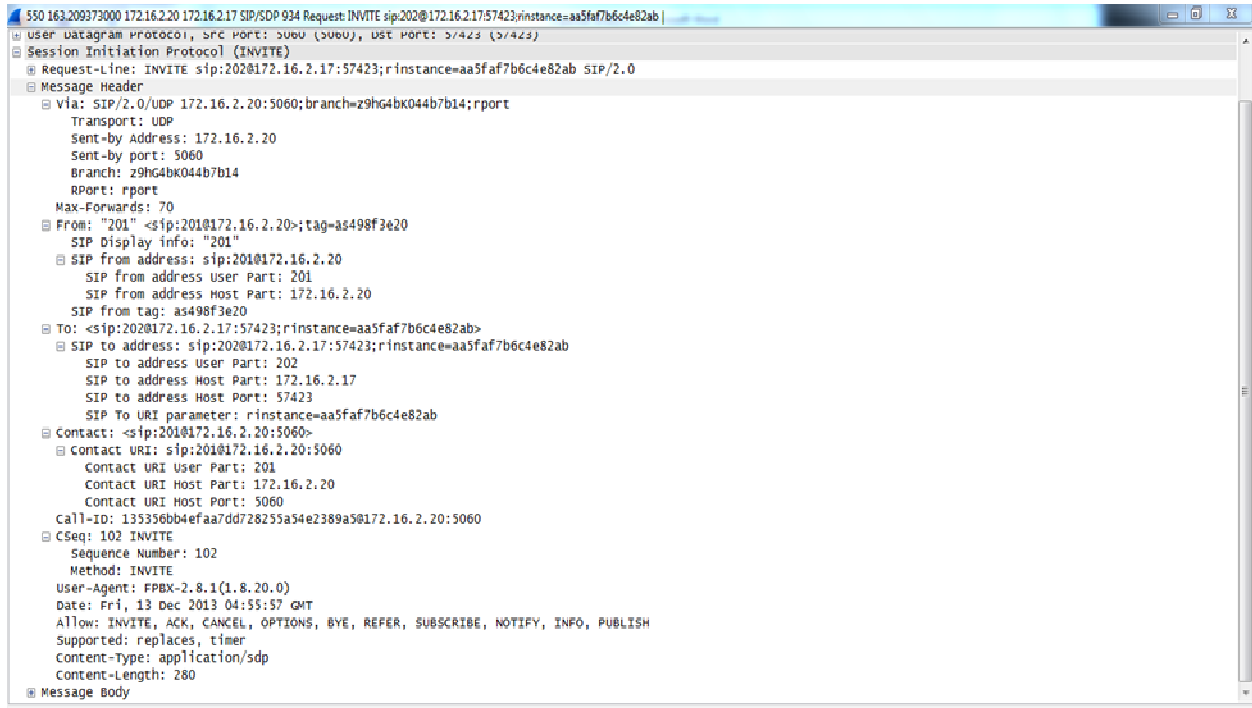 550 163.209373000 172.16.2.20 172.16.2.17 SIP/SDP 934 Request: INVITE sip:202@172.16.2.17:57423;rinstance=aa5faf7b6c4e82ab |
User Datagram Protocol, Src Port: 5060 (5060), Dst Port: 57423 (57423)
Session Initiation Protocol (INVITE)
Request-Line: INVITE sip:202@172.16.2.17:57423;rinstance=aa5faf7b6c4e82ab SIP/2.0
Message Header
Via: SIP/2.0/UDP 172.16.2.20:5060;branch=z9hG4bK044b7b14;rport
Transport: UDP
Sent-by Address: 172.16.2.20
Sent-by port: 5060
Branch: z9hG4bK044b7b14
RPort: rport
Max-Forwards: 70
From: "201" <sip:201@172.16.2.20>;tag=as498f3e20
SIP Display info: "201"
SIP from address: sip:201@172.16.2.20
SIP from address User Part: 201
SIP from address Host Part: 172.16.2.20
SIP from tag: as498f3e20
To: <sip:202@172.16.2.17:57423;rinstance=aa5faf7b6c4e82ab>
SIP to address: sip:202@172.16.2.17:57423;rinstance=aa5faf7b6c4e82ab
SIP to address User Part: 202
SIP to address Host Part: 172.16.2.17
SIP to address Host Port: 57423
SIP To URI parameter: rinstance=aa5faf7b6c4e82ab
Contact: <sip:201@172.16.2.20:5060>
Contact URI: sip:201@172.16.2.20:5060
Contact URI User Part: 201
Contact URI Host Part: 172.16.2.20
Contact URI Host Port: 5060
Call-ID: 135356bb4efaa7dd728255a54e2389a5@172.16.2.20:5060
CSeq: 102 INVITE
Sequence Number: 102
Method: INVITE
User-Agent: FPBX-2.8.1(1.8.20.0)
Date: Fri, 13 Dec 2013 04:55:57 GMT
Allow: INVITE, ACK, CANCEL, OPTIONS, BYE, REFER, SUBSCRIBE, NOTIFY, INFO, PUBLISH
Supported: replaces, timer
Content-Type: application/sdp
Content-Length: 280
Message Body